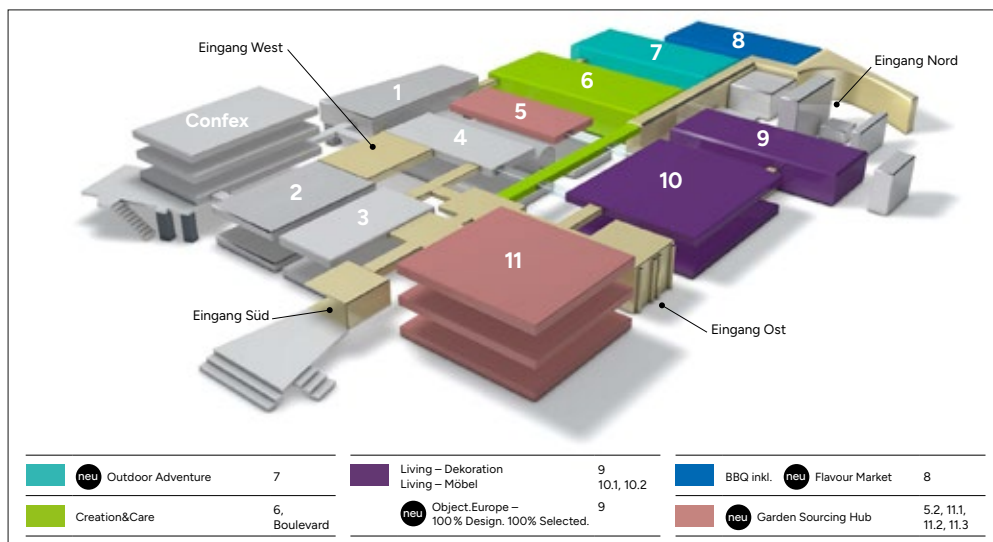 Eingang West
8
7
Eingang Nord
6
1
5
Confex
4
9
10
2
3
11
Eingang Süd
Eingang Ost
neu Outdoor Adventure 7
Creation&Care 6,
Boulevard
Living – Dekoration 9
Living – Möbel 10.1, 10.2
neu Object.Europe – 9
100% Design. 100% Selected.
BBQ inkl. neu Flavour Market 8
neu Garden Sourcing Hub 5.2, 11.1,
11.2, 11.3